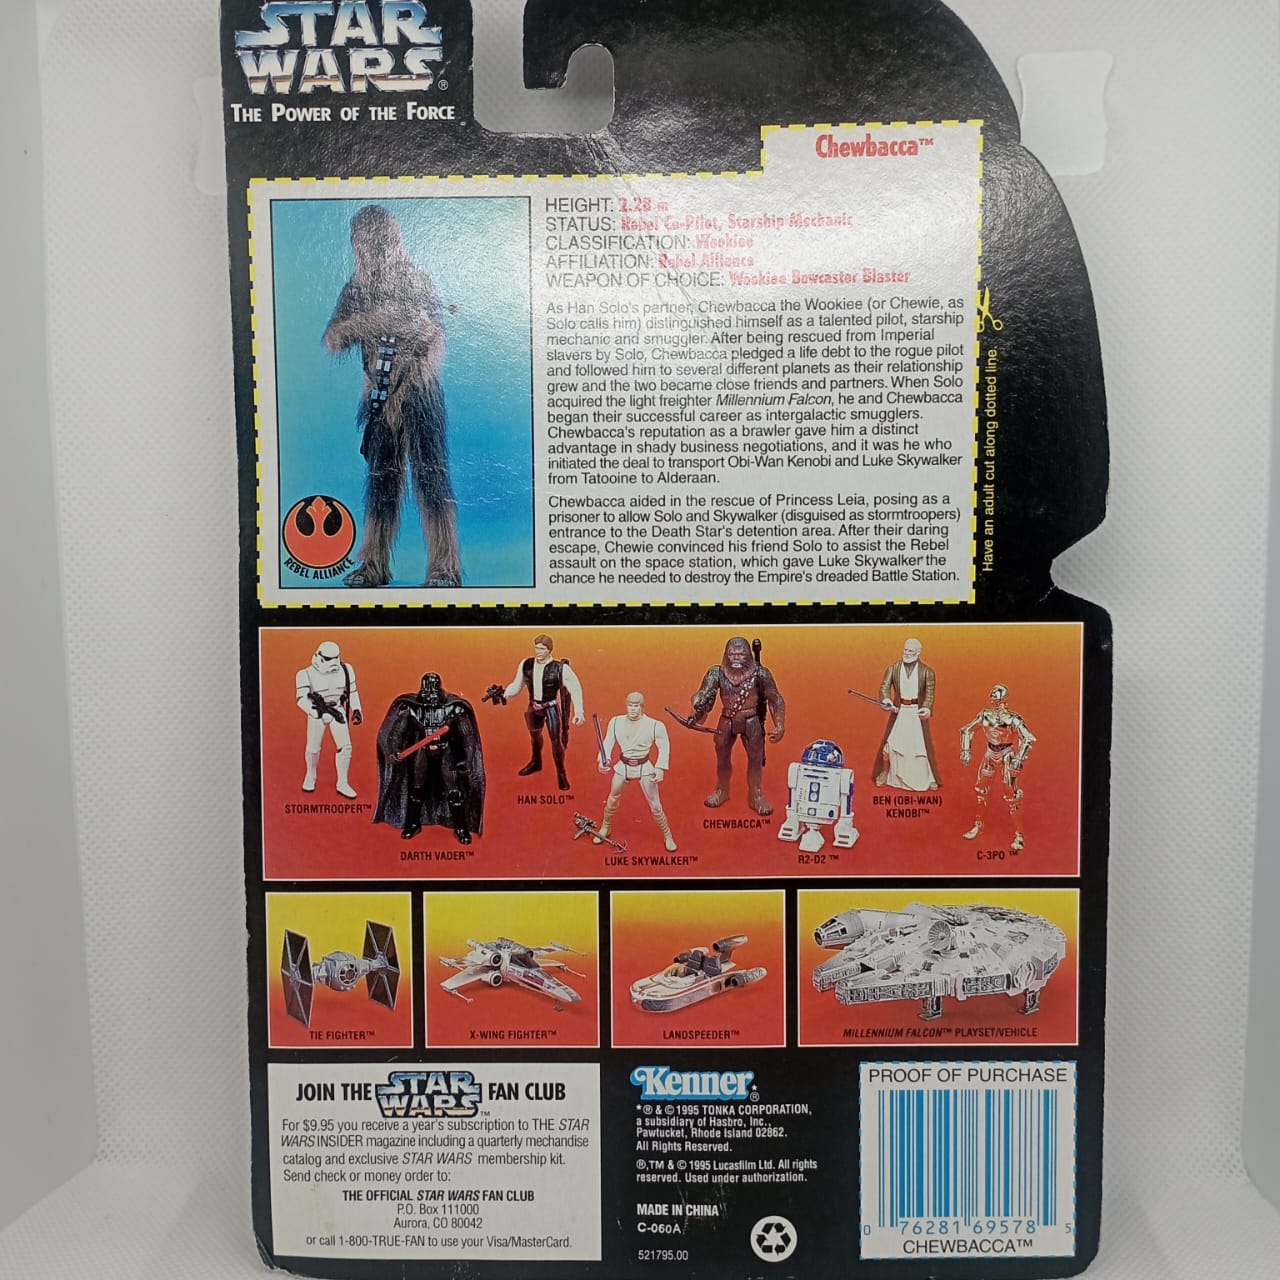 STAR
WARS®
THE POWER OF THE FORCE
Chewbacca™
HEIGHT: 2.28 m
STATUS: Rebel Co-Pilot, Starship Mechanic
CLASSIFICATION: Wookiee
AFFILIATION: Rebel Alliance
WEAPON OF CHOICE: Wookiee Bowcaster Blaster
As Han Solo's partner, Chewbacca the Wookiee (or Chewie, as
Solo calls him) distinguished himself as a talented pilot, starship
mechanic and smuggler. After being rescued from Imperial
slavers by Solo, Chewbacca pledged a life debt to the rogue pilot
and followed him to several different planets as their relationship
grew and the two became close friends and partners. When Solo
acquired the light freighter Millennium Falcon, he and Chewbacca
began their successful career as intergalactic smugglers.
Chewbacca's reputation as a brawler gave him a distinct
advantage in shady business negotiations, and it was he who
initiated the deal to transport Obi-Wan Kenobi and Luke Skywalker
from Tatooine to Alderaan.
Chewbacca aided in the rescue of Princess Leia, posing as a
prisoner to allow Solo and Skywalker (disguised as stormtroopers)
entrance to the Death Star's detention area. After their daring
escape, Chewie convinced his friend Solo to assist the Rebel
assault on the space station, which gave Luke Skywalker the
chance he needed to destroy the Empire's dreaded Battle Station.
REBEL ALLIANCE
Have an adult cut along dotted line.
STORMTROOPER™
DARTH VADER™
HAN SOLO™
LUKE SKYWALKER™
CHEWBACCA™
R2-D2 ™
BEN (OBI-WAN)
KENOBI™
C-3PO ™
TIE FIGHTER™
X-WING FIGHTER™
LANDSPEEDER™
MILLENNIUM FALCON™ PLAYSET/VEHICLE
JOIN THE STAR WARS™ FAN CLUB
For $9.95 you receive a year's subscription to THE STAR
WARS INSIDER magazine including a quarterly mechandise
catalog and exclusive STAR WARS membership kit.
Send check or money order to:
THE OFFICIAL STAR WARS FAN CLUB
P.O. Box 111000
Aurora, CO 80042
or call 1-800-TRUE-FAN to use your Visa/MasterCard.
Kenner*®
*® & © 1995 TONKA CORPORATION,
a subsidiary of Hasbro, Inc.,
Pawtucket, Rhode Island 02862.
All Rights Reserved.
®,TM & © 1995 Lucasfilm Ltd. All rights
reserved. Used under authorization.
MADE IN CHINA
C-060A
521795.00
PROOF OF PURCHASE
0 76281 69578 5
CHEWBACCA™